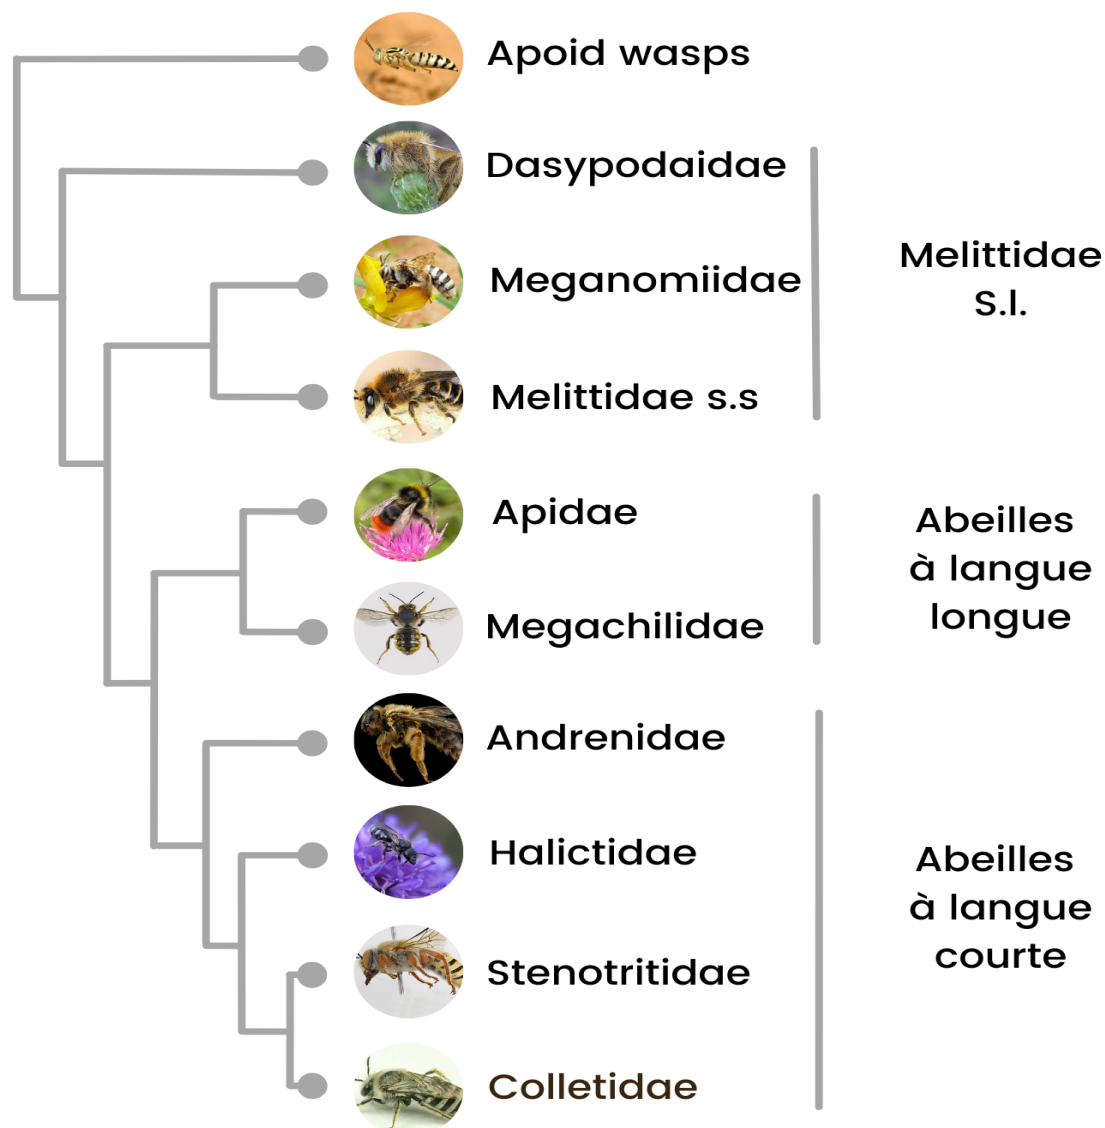 Apoid wasps
Dasypodaidae
Meganomiidae
Melittidae s.s
Melittidae
S.l.
Apidae
Megachilidae
Abeilles
à langue
longue
Andrenidae
Halictidae
Stenotritidae
Colletidae
Abeilles
à langue
courte